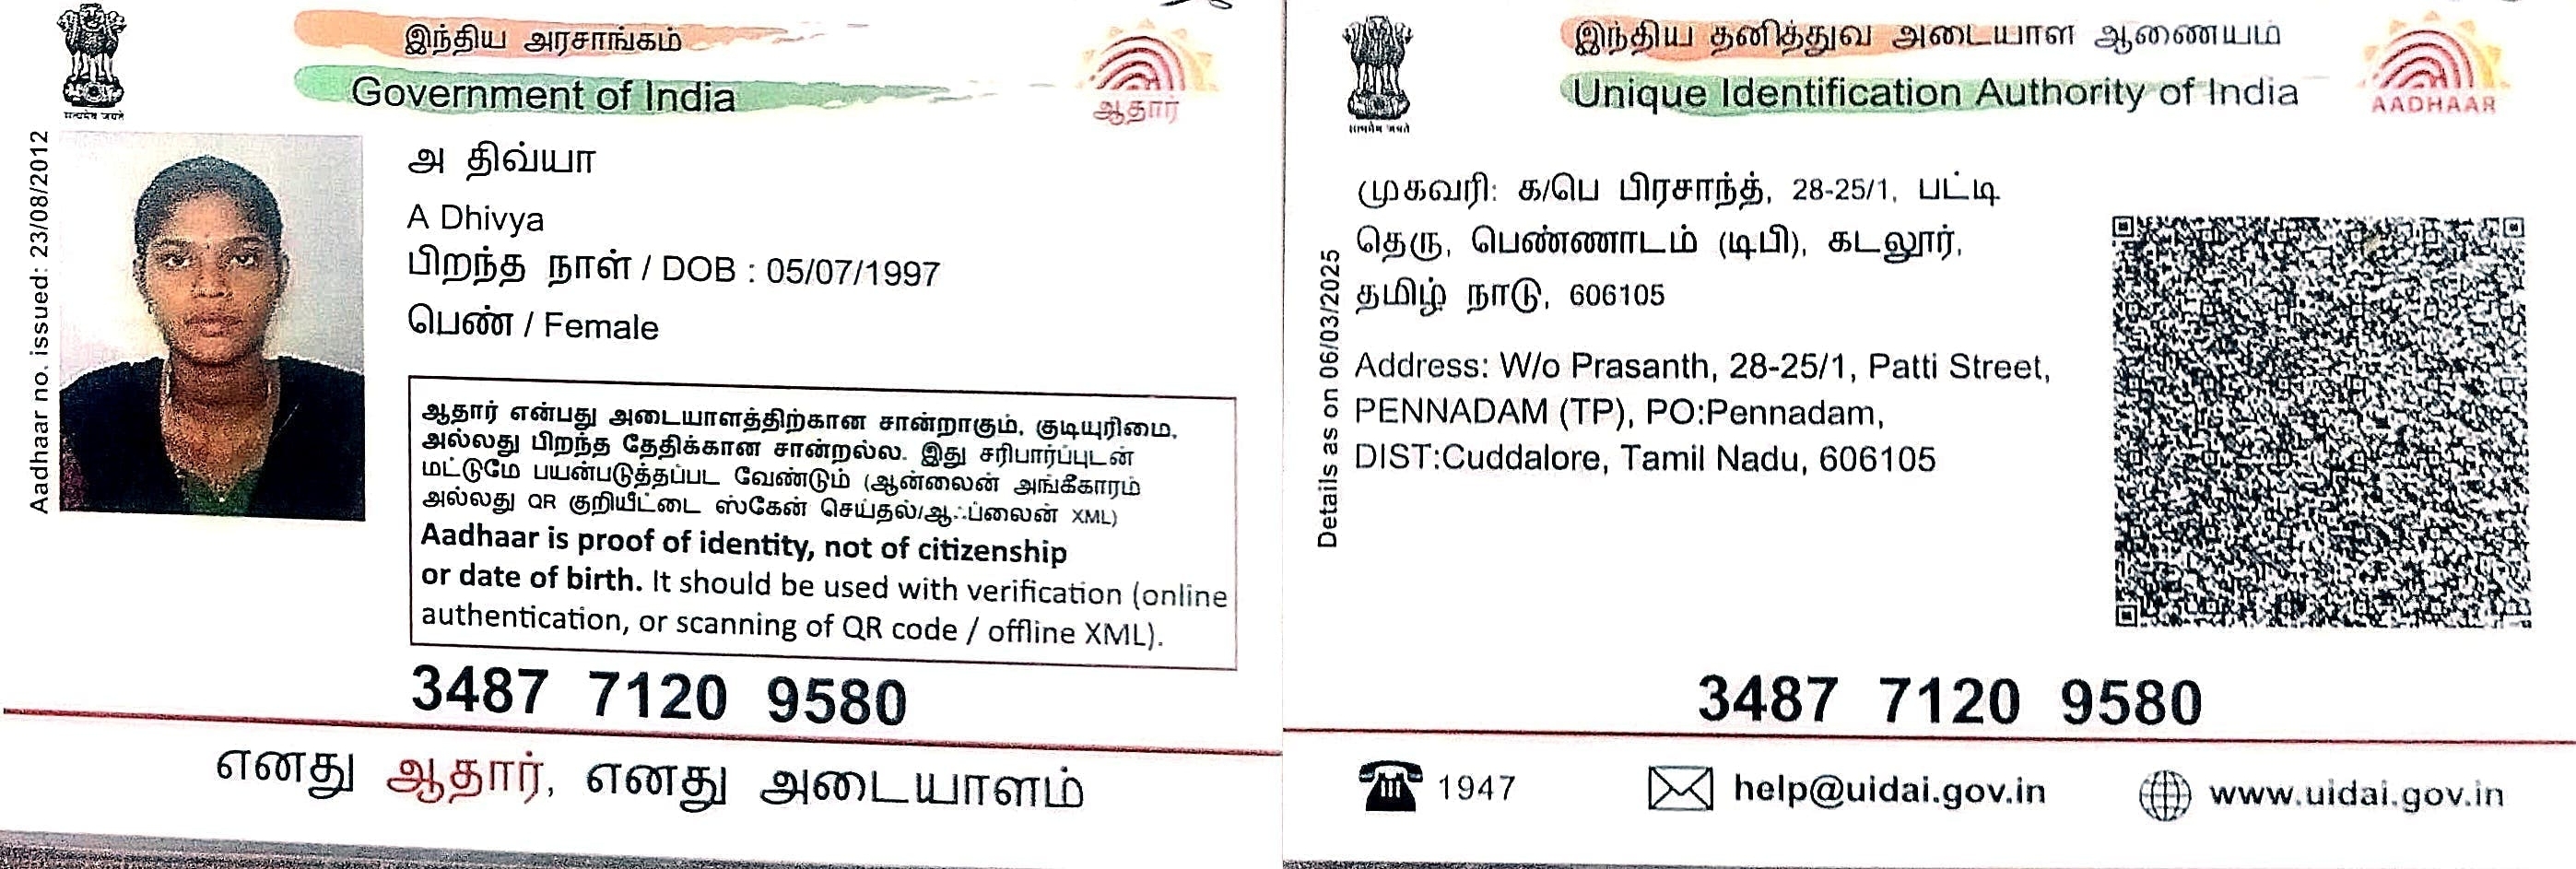 இந்திய அரசாங்கம்
Government of India
ஆதார்
सत्यमेव जयते
Aadhaar no. issued: 23/08/2012
அ திவ்யா
A Dhivya
பிறந்த நாள் / DOB : 05/07/1997
பெண் / Female
ஆதார் என்பது அடையாளத்திற்கான சான்றாகும், குடியுரிமை,
அல்லது பிறந்த தேதிக்கான சான்றல்ல. இது சரிபார்ப்புடன்
மட்டுமே பயன்படுத்தப்பட வேண்டும் (ஆன்லைன் அங்கீகாரம்
அல்லது QR குறியீட்டை ஸ்கேன் செய்தல்/ஆஃப்லைன் XML)
Aadhaar is proof of identity, not of citizenship
or date of birth. It should be used with verification (online
authentication, or scanning of QR code / offline XML).
3487 7120 9580
எனது ஆதார், எனது அடையாளம்
இந்திய தனித்துவ அடையாள ஆணையம்
Unique Identification Authority of India
AADHAAR
सत्यमेव जयते
Details as on 06/03/2025
முகவரி: க/பெ பிரசாந்த், 28-25/1, பட்டி
தெரு, பெண்ணாடம் (டிபி), கடலூர்,
தமிழ் நாடு, 606105
Address: W/o Prasanth, 28-25/1, Patti Street,
PENNADAM (TP), PO:Pennadam,
DIST:Cuddalore, Tamil Nadu, 606105
3487 7120 9580
1947
help@uidai.gov.in
www.uidai.gov.in